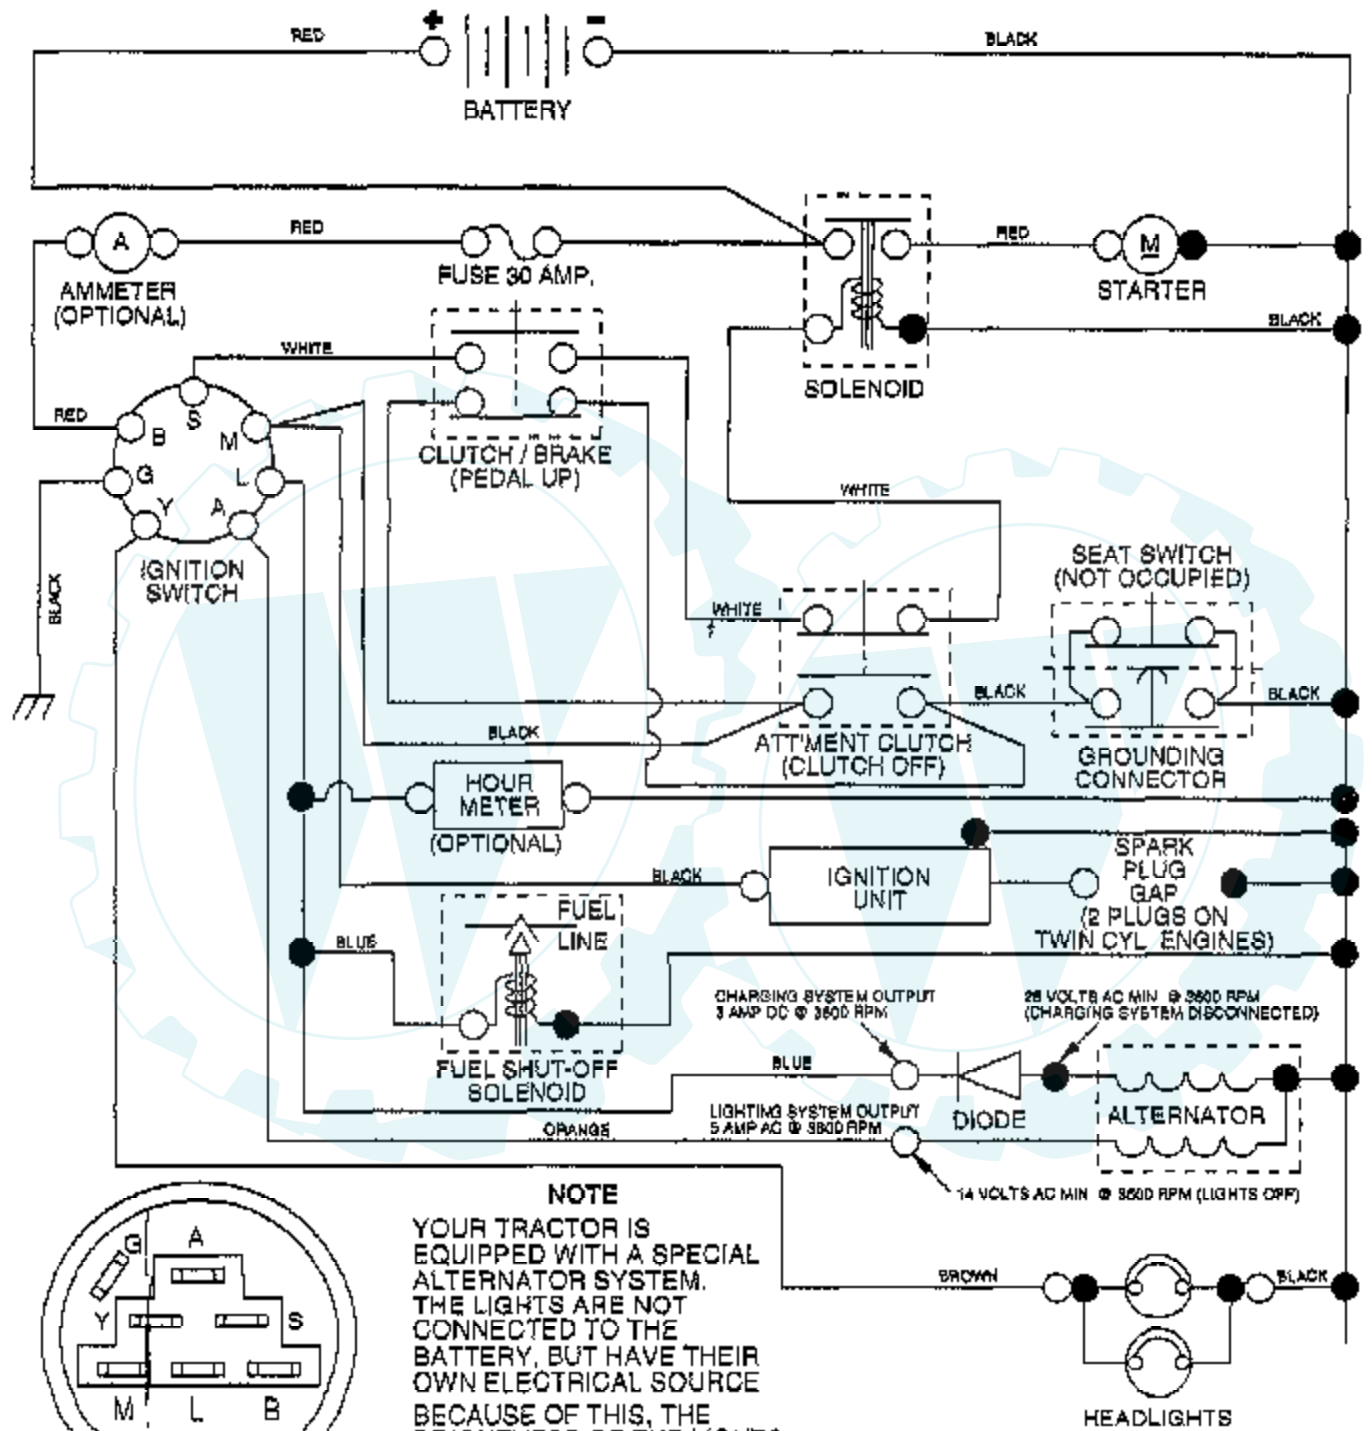 + -
RED
BLACK
BATTERY
A
RED
RED
M
AMMETER
(OPTIONAL)
FUSE 30 AMP.
STARTER
WHITE
BLACK
SOLENOID
RED
S
B
M
G
L
Y
A
CLUTCH / BRAKE
(PEDAL UP)
WHITE
IGNITION
SWITCH
BLACK
SEAT SWITCH
(NOT OCCUPIED)
WHITE
BLACK
BLACK
BLACK
ATT'MENT CLUTCH
(CLUTCH OFF)
GROUNDING
CONNECTOR
HOUR
METER
(OPTIONAL)
BLACK
IGNITION
UNIT
SPARK
PLUG
GAP
(2 PLUGS ON
TWIN CYL. ENGINES)
FUEL
LINE
BLUE
FUEL SHUT-OFF
SOLENOID
CHARGING SYSTEM OUTPUT
3 AMP DC @ 3600 RPM
28 VOLTS AC MIN @ 3600 RPM
(CHARGING SYSTEM DISCONNECTED)
BLUE
DIODE
ALTERNATOR
LIGHTING SYSTEM OUTPUT
5 AMP AC @ 3600 RPM
ORANGE
14 VOLTS AC MIN @ 3600 RPM (LIGHTS OFF)
BROWN
BLACK
HEADLIGHTS
G
A
Y
S
M
L
B
NOTE
YOUR TRACTOR IS
EQUIPPED WITH A SPECIAL
ALTERNATOR SYSTEM.
THE LIGHTS ARE NOT
CONNECTED TO THE
BATTERY, BUT HAVE THEIR
OWN ELECTRICAL SOURCE
BECAUSE OF THIS, THE